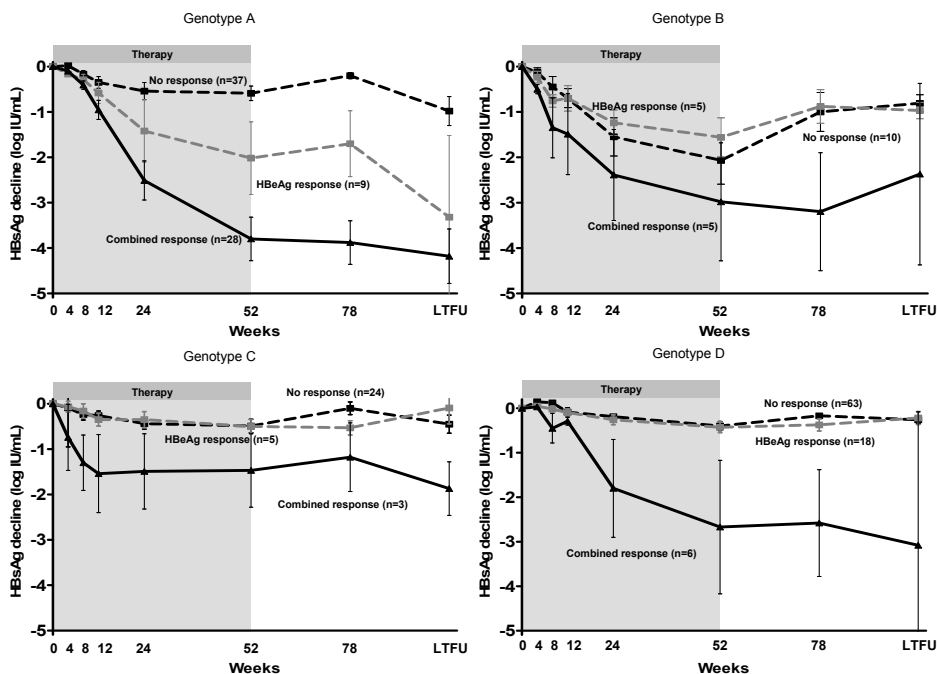 Genotype A
Therapy
0
-1
-2
-3
-4
-5
HBsAg decline (log IU/mL)
No response (n=37)
HBeAg response (n=9)
Combined response (n=28)
0 4 8 12 24 52 78 LTFU
Weeks
Genotype B
Therapy
0
-1
-2
-3
-4
-5
HBsAg decline (log IU/mL)
HBeAg response (n=5)
No response (n=10)
Combined response (n=5)
0 4 8 12 24 52 78 LTFU
Weeks
Genotype C
Therapy
0
-1
-2
-3
-4
-5
HBsAg decline (log IU/mL)
No response (n=24)
HBeAg response (n=5)
Combined response (n=3)
0 4 8 12 24 52 78 LTFU
Weeks
Genotype D
Therapy
0
-1
-2
-3
-4
-5
HBsAg decline (log IU/mL)
No response (n=63)
HBeAg response (n=18)
Combined response (n=6)
0 4 8 12 24 52 78 LTFU
Weeks